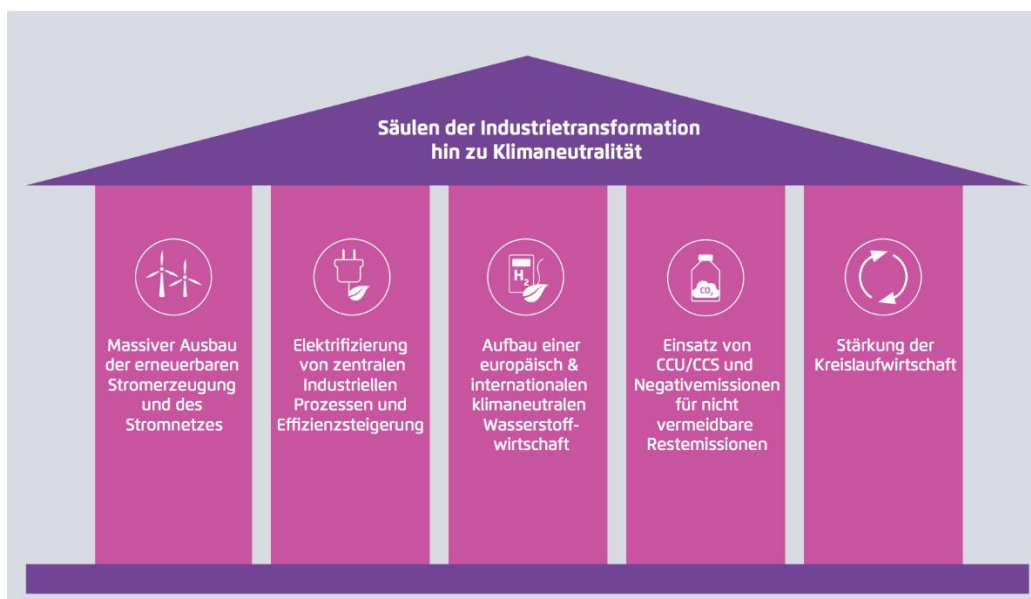 Säulen der Industrietransformation
hin zu Klimaneutralität
Massiver Ausbau
der erneuerbaren
Stromerzeugung
und des
Stromnetzes
Elektrifizierung
von zentralen
Industriellen
Prozessen und
Effizienzsteigerung
H₂
Aufbau einer
europäisch &
internationalen
klimaneutralen
Wasserstoff-
wirtschaft
CO₂
Einsatz von
CCU/CCS und
Negativemissionen
für nicht
vermeidbare
Restemissionen
Stärkung der
Kreislaufwirtschaft